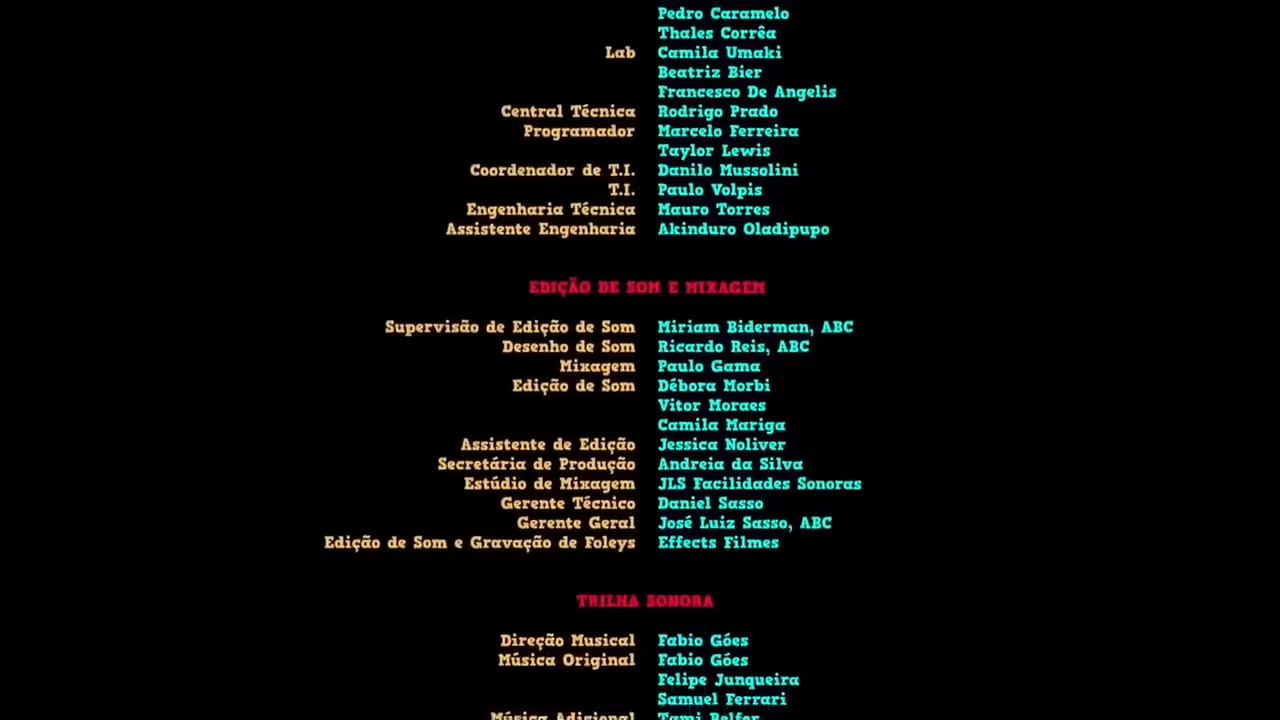 Pedro Caramelo
Thales Corrêa
Lab Camila Umaki
Beatriz Bier
Francesco De Angelis
Central Técnica Rodrigo Prado
Programador Marcelo Ferreira
Taylor Lewis
Coordenador de T.I. Danilo Mussolini
T.I. Paulo Volpis
Engenharia Técnica Mauro Torres
Assistente Engenharia Akinduro Oladipupo
EDIÇÃO DE SOM E MIXAGEM
Supervisão de Edição de Som Miriam Biderman, ABC
Desenho de Som Ricardo Reis, ABC
Mixagem Paulo Gama
Edição de Som Débora Morbi
Vitor Moraes
Camila Mariga
Assistente de Edição Jessica Noliver
Secretária de Produção Andreia da Silva
Estúdio de Mixagem JLS Facilidades Sonoras
Gerente Técnico Daniel Sasso
Gerente Geral José Luiz Sasso, ABC
Edição de Som e Gravação de Foleys Effects Filmes
TRILHA SONORA
Direção Musical Fabio Góes
Música Original Fabio Góes
Felipe Junqueira
Samuel Ferrari
Música Adicional Tami Belfer